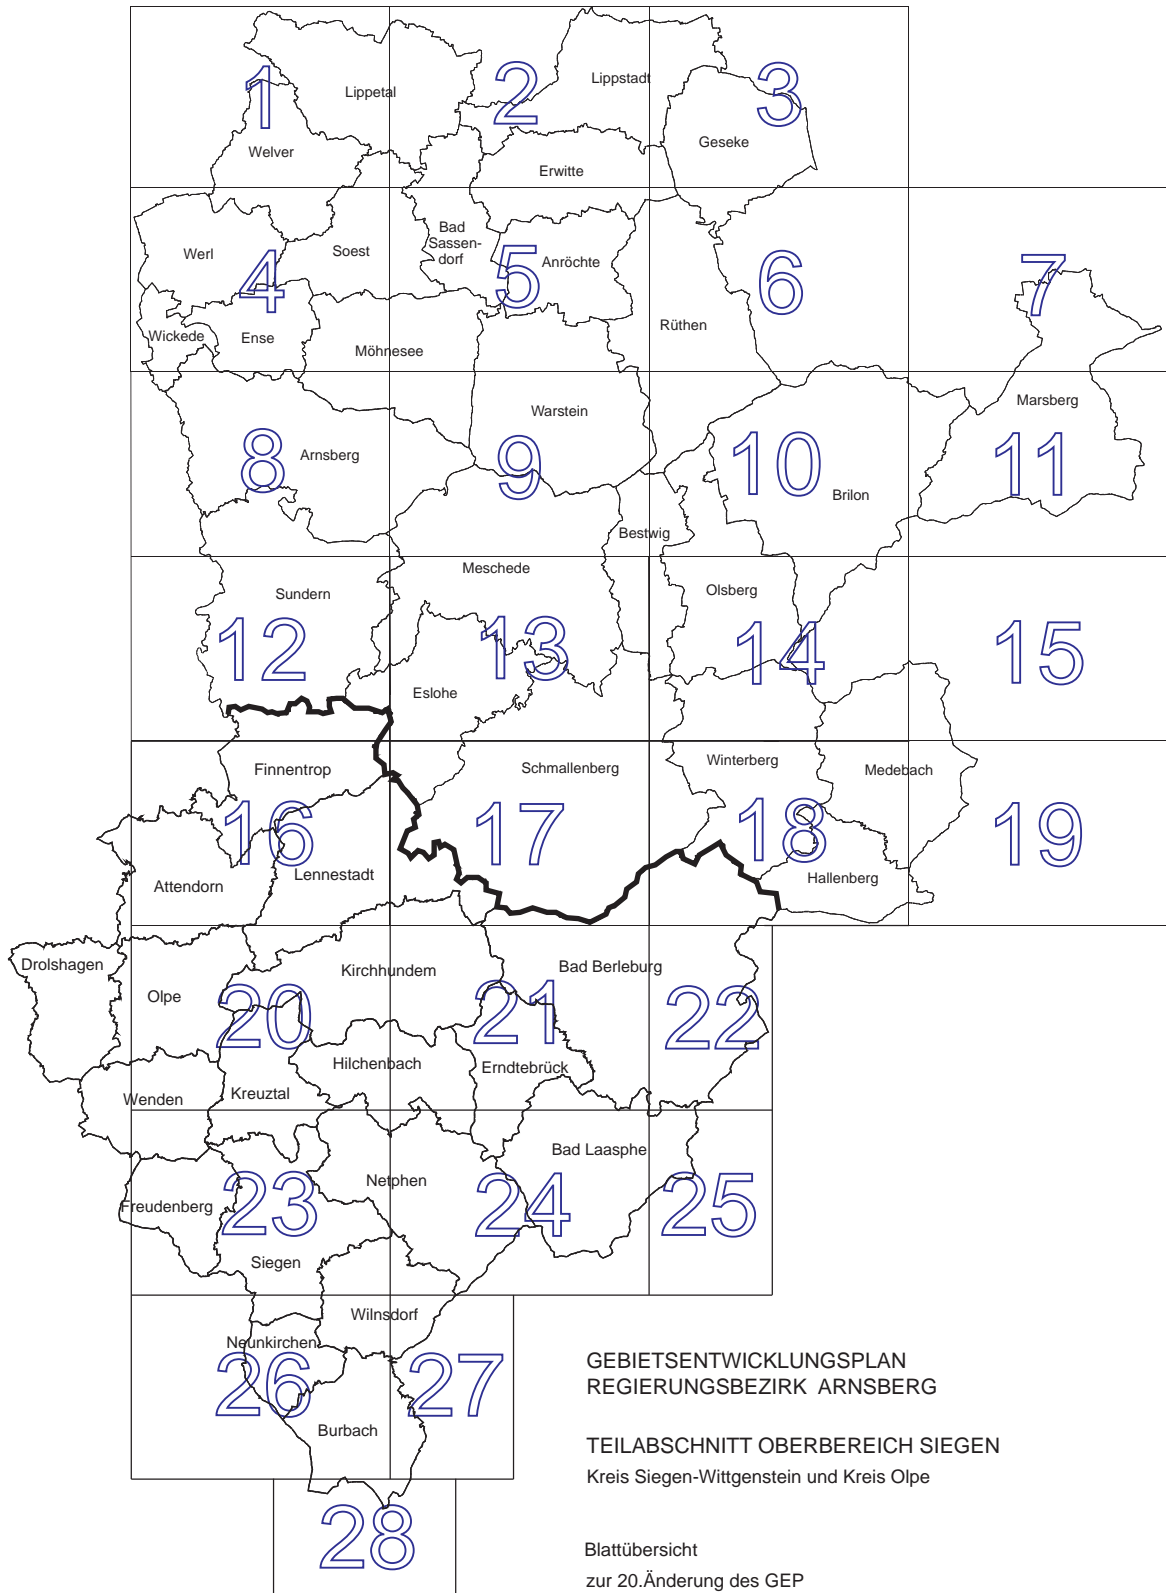 1
2
3
Lippetal
Lippstadt
Geseke
Welver
Erwitte
Werl
Soest
Bad
Sassen-
dorf
Anröchte
4
5
6
7
Wickede
Ense
Möhnesee
Rüthen
Warstein
Marsberg
Arnsberg
8
9
10
11
Brilon
Bestwig
Meschede
Sundern
Olsberg
12
13
14
15
Eslohe
Finnentrop
Schmallenberg
Winterberg
Medebach
16
17
18
19
Lennestadt
Attendorn
Hallenberg
Drolshagen
Kirchhundem
Bad Berleburg
Olpe
20
21
22
Hilchenbach
Erndtebrück
Wenden
Kreuztal
Bad Laasphe
Netphen
Freudenberg
23
24
25
Siegen
Wilnsdorf
Neunkirchen
26
27
Burbach
28
GEBIETSENTWICKLUNGSPLAN
REGIERUNGSBEZIRK ARNSBERG
TEILABSCHNITT OBERBEREICH SIEGEN
Kreis Siegen-Wittgenstein und Kreis Olpe
Blattübersicht
zur 20.Änderung des GEP